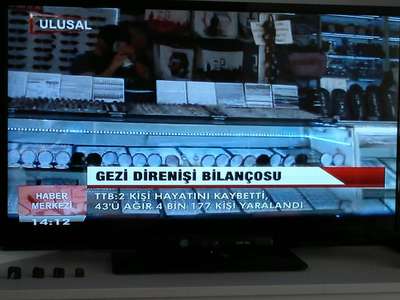 ULUSAL
GEZİ DİRENİŞİ BİLANÇOSU
HABER
MERKEZİ
TTB:2 KİŞİ HAYATINI KAYBETTİ,
43'Ü AĞIR 4 BİN 177 KİŞİ YARALANDI
14:12